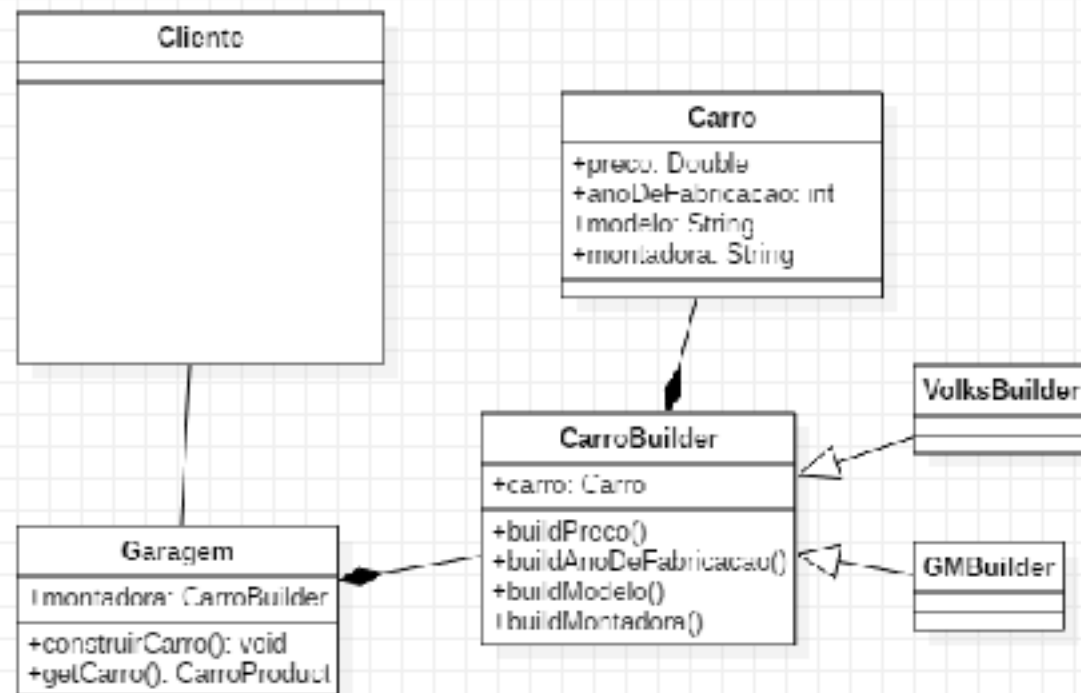 Cliente
Carro
+preco: Double
+anoDeFabricacao: int
+modelo: String
+montadora: String
CarroBuilder
+carro: Carro
+buildPreco()
+buildAnoDeFabricacao()
+buildModelo()
+buildMontadora()
VolksBuilder
GMBuilder
Garagem
+montadora: CarroBuilder
+construirCarro(): void
+getCarro(): CarroProduct